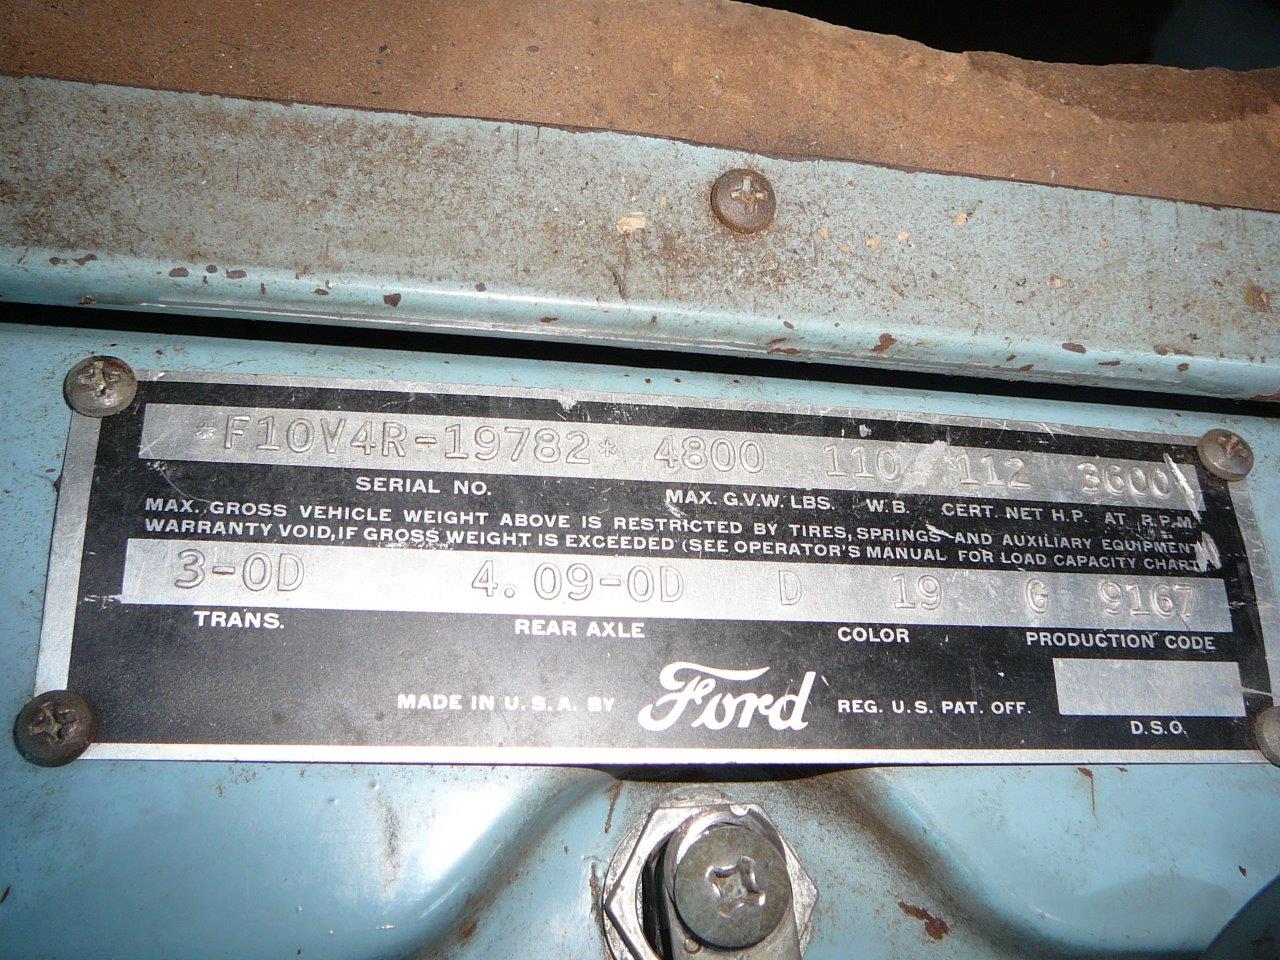 *F10V4R-19782* 4800 110 112 3600
SERIAL NO. MAX. G.V.W. LBS. W.B. CERT. NET H.P. AT R.P.M.
MAX. GROSS VEHICLE WEIGHT ABOVE IS RESTRICTED BY TIRES, SPRINGS AND AUXILIARY EQUIPMENT
WARRANTY VOID, IF GROSS WEIGHT IS EXCEEDED (SEE OPERATOR'S MANUAL FOR LOAD CAPACITY CHART)
3-OD 4.09-OD D 19 G 9167
TRANS. REAR AXLE COLOR PRODUCTION CODE
MADE IN U.S.A. BY Ford REG. U.S. PAT. OFF.
D.S.O.